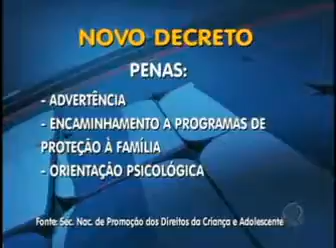 NOVO DECRETO
PENAS:
- ADVERTÊNCIA
- ENCAMINHAMENTO A PROGRAMAS DE
PROTEÇÃO À FAMÍLIA
- ORIENTAÇÃO PSICOLÓGICA
Fonte: Séc. Nac. de Promoção dos Direitos da Criança e Adolescente